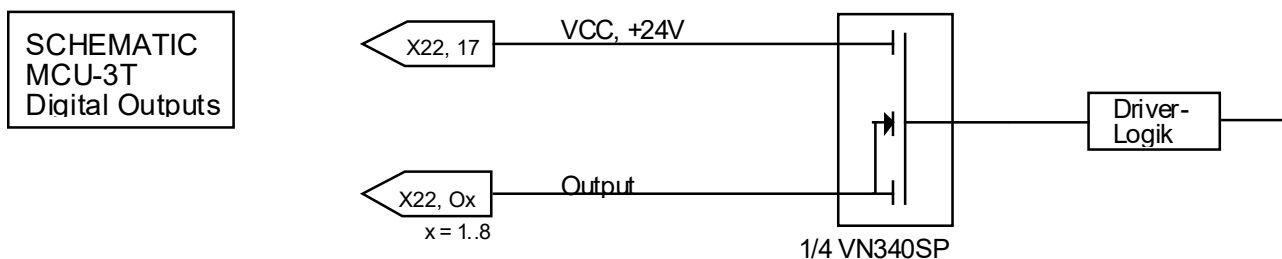 SCHEMATIC
MCU-3T
Digital Outputs
X22, 17
VCC, +24V
Driver-
Logik
X22, Ox
Output
x = 1..8
1/4 VN340SP